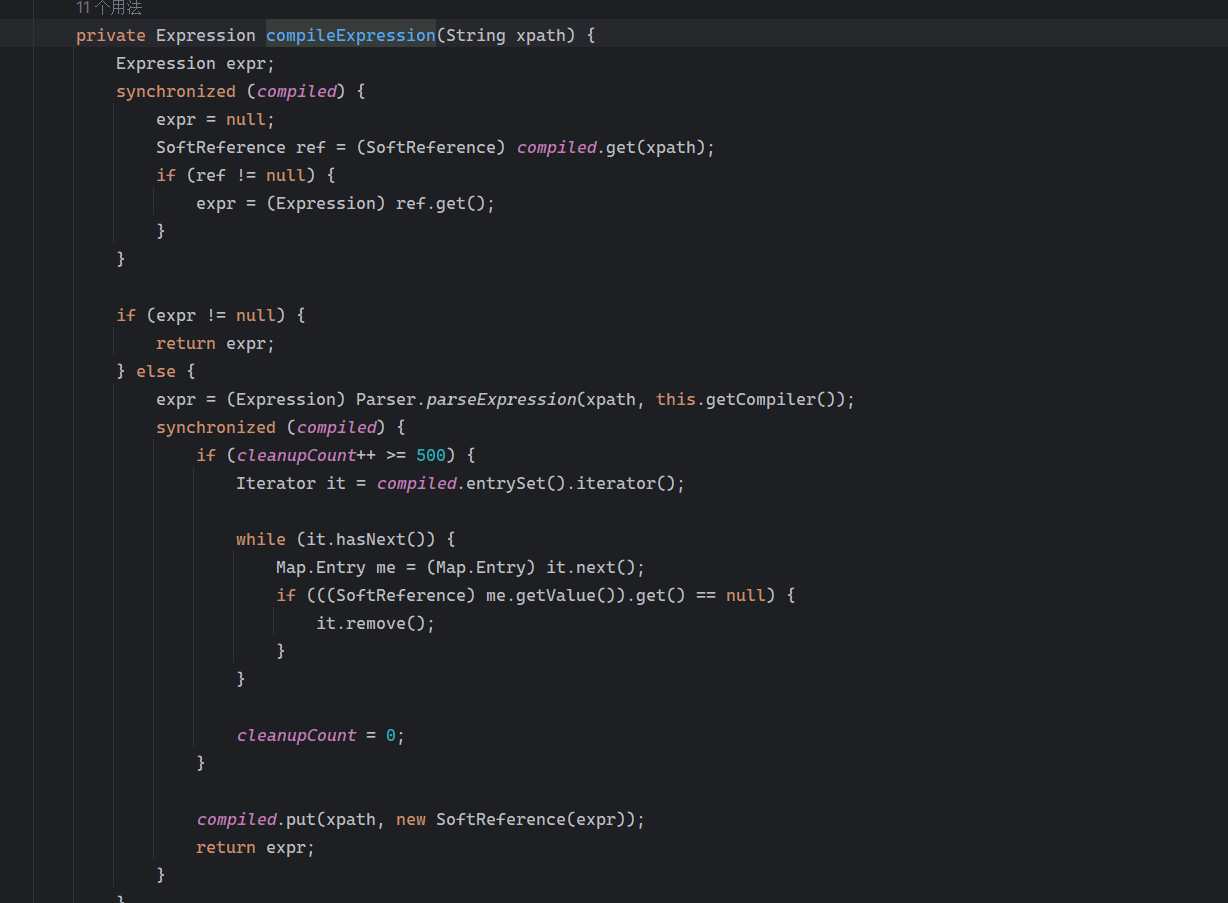 11 个用法
private Expression compileExpression(String xpath) {
Expression expr;
synchronized (compiled) {
expr = null;
SoftReference ref = (SoftReference) compiled.get(xpath);
if (ref != null) {
expr = (Expression) ref.get();
}
}
if (expr != null) {
return expr;
} else {
expr = (Expression) Parser.parseExpression(xpath, this.getCompiler());
synchronized (compiled) {
if (cleanupCount++ >= 500) {
Iterator it = compiled.entrySet().iterator();
while (it.hasNext()) {
Map.Entry me = (Map.Entry) it.next();
if (((SoftReference) me.getValue()).get() == null) {
it.remove();
}
}
cleanupCount = 0;
}
compiled.put(xpath, new SoftReference(expr));
return expr;
}
}